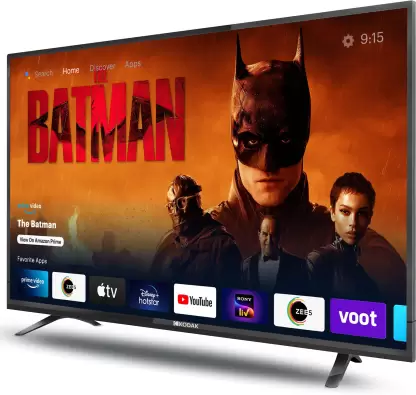 Search Home Discover Apps 9:15
BATMAN
prime video
The Batman
View On Amazon Prime
Favorite Apps
prime video
ZEE5
tv
Disney+
hotstar
YouTube
SONY
liv
ZEE5
voot
KODAK